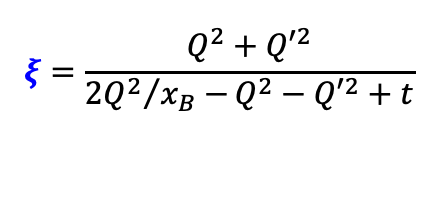 ξ = (Q² + Q'²) / (2Q²/x_B − Q² − Q'² + t)